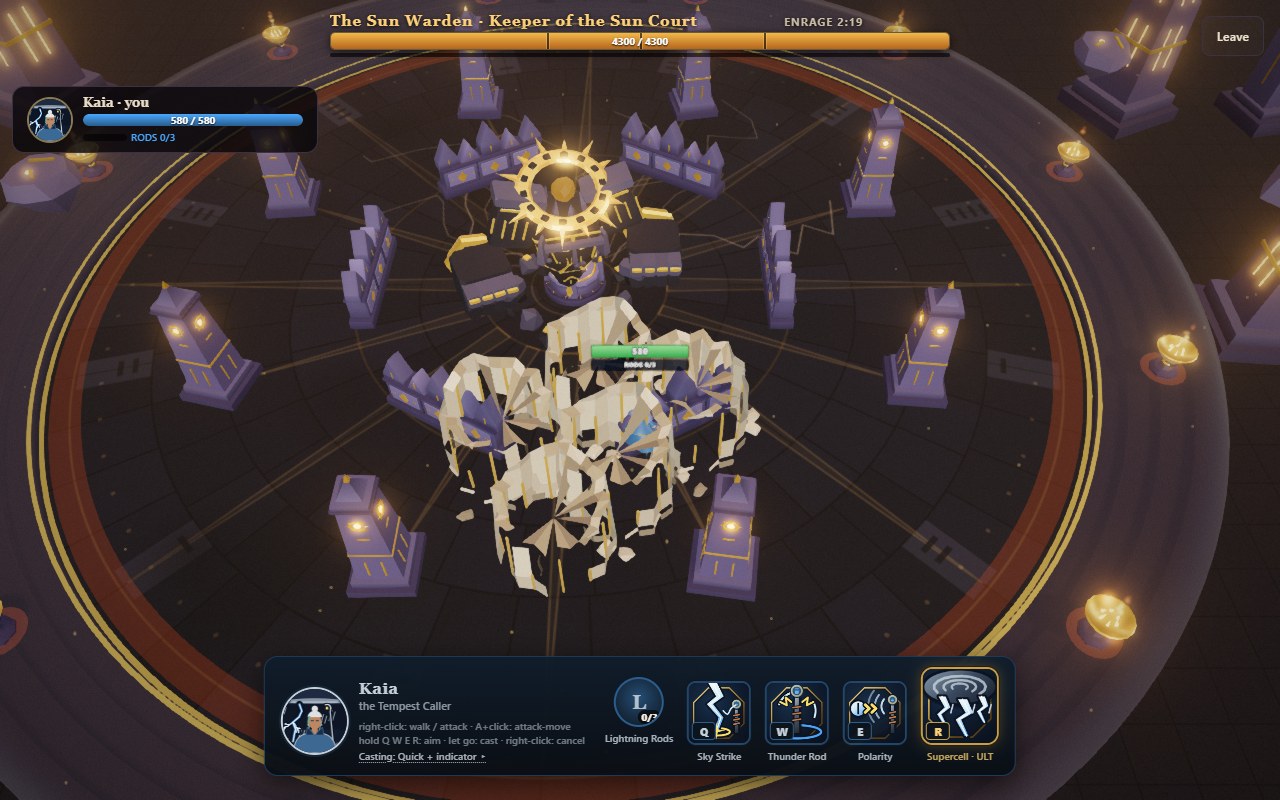 The Sun Warden - Keeper of the Sun Court
ENRAGE 2:19
4300 / 4300
Leave
Kaia - you
580 / 580
RODS 0/3
580
RODS 0/3
Kaia
the Tempest Caller
right-click: walk / attack · A+click: attack-move
hold Q W E R: aim · let go: cast · right-click: cancel
Casting: Quick + indicator
L
Lightning Rods
Q
Sky Strike
W
Thunder Rod
E
Polarity
R
Supercell · ULT